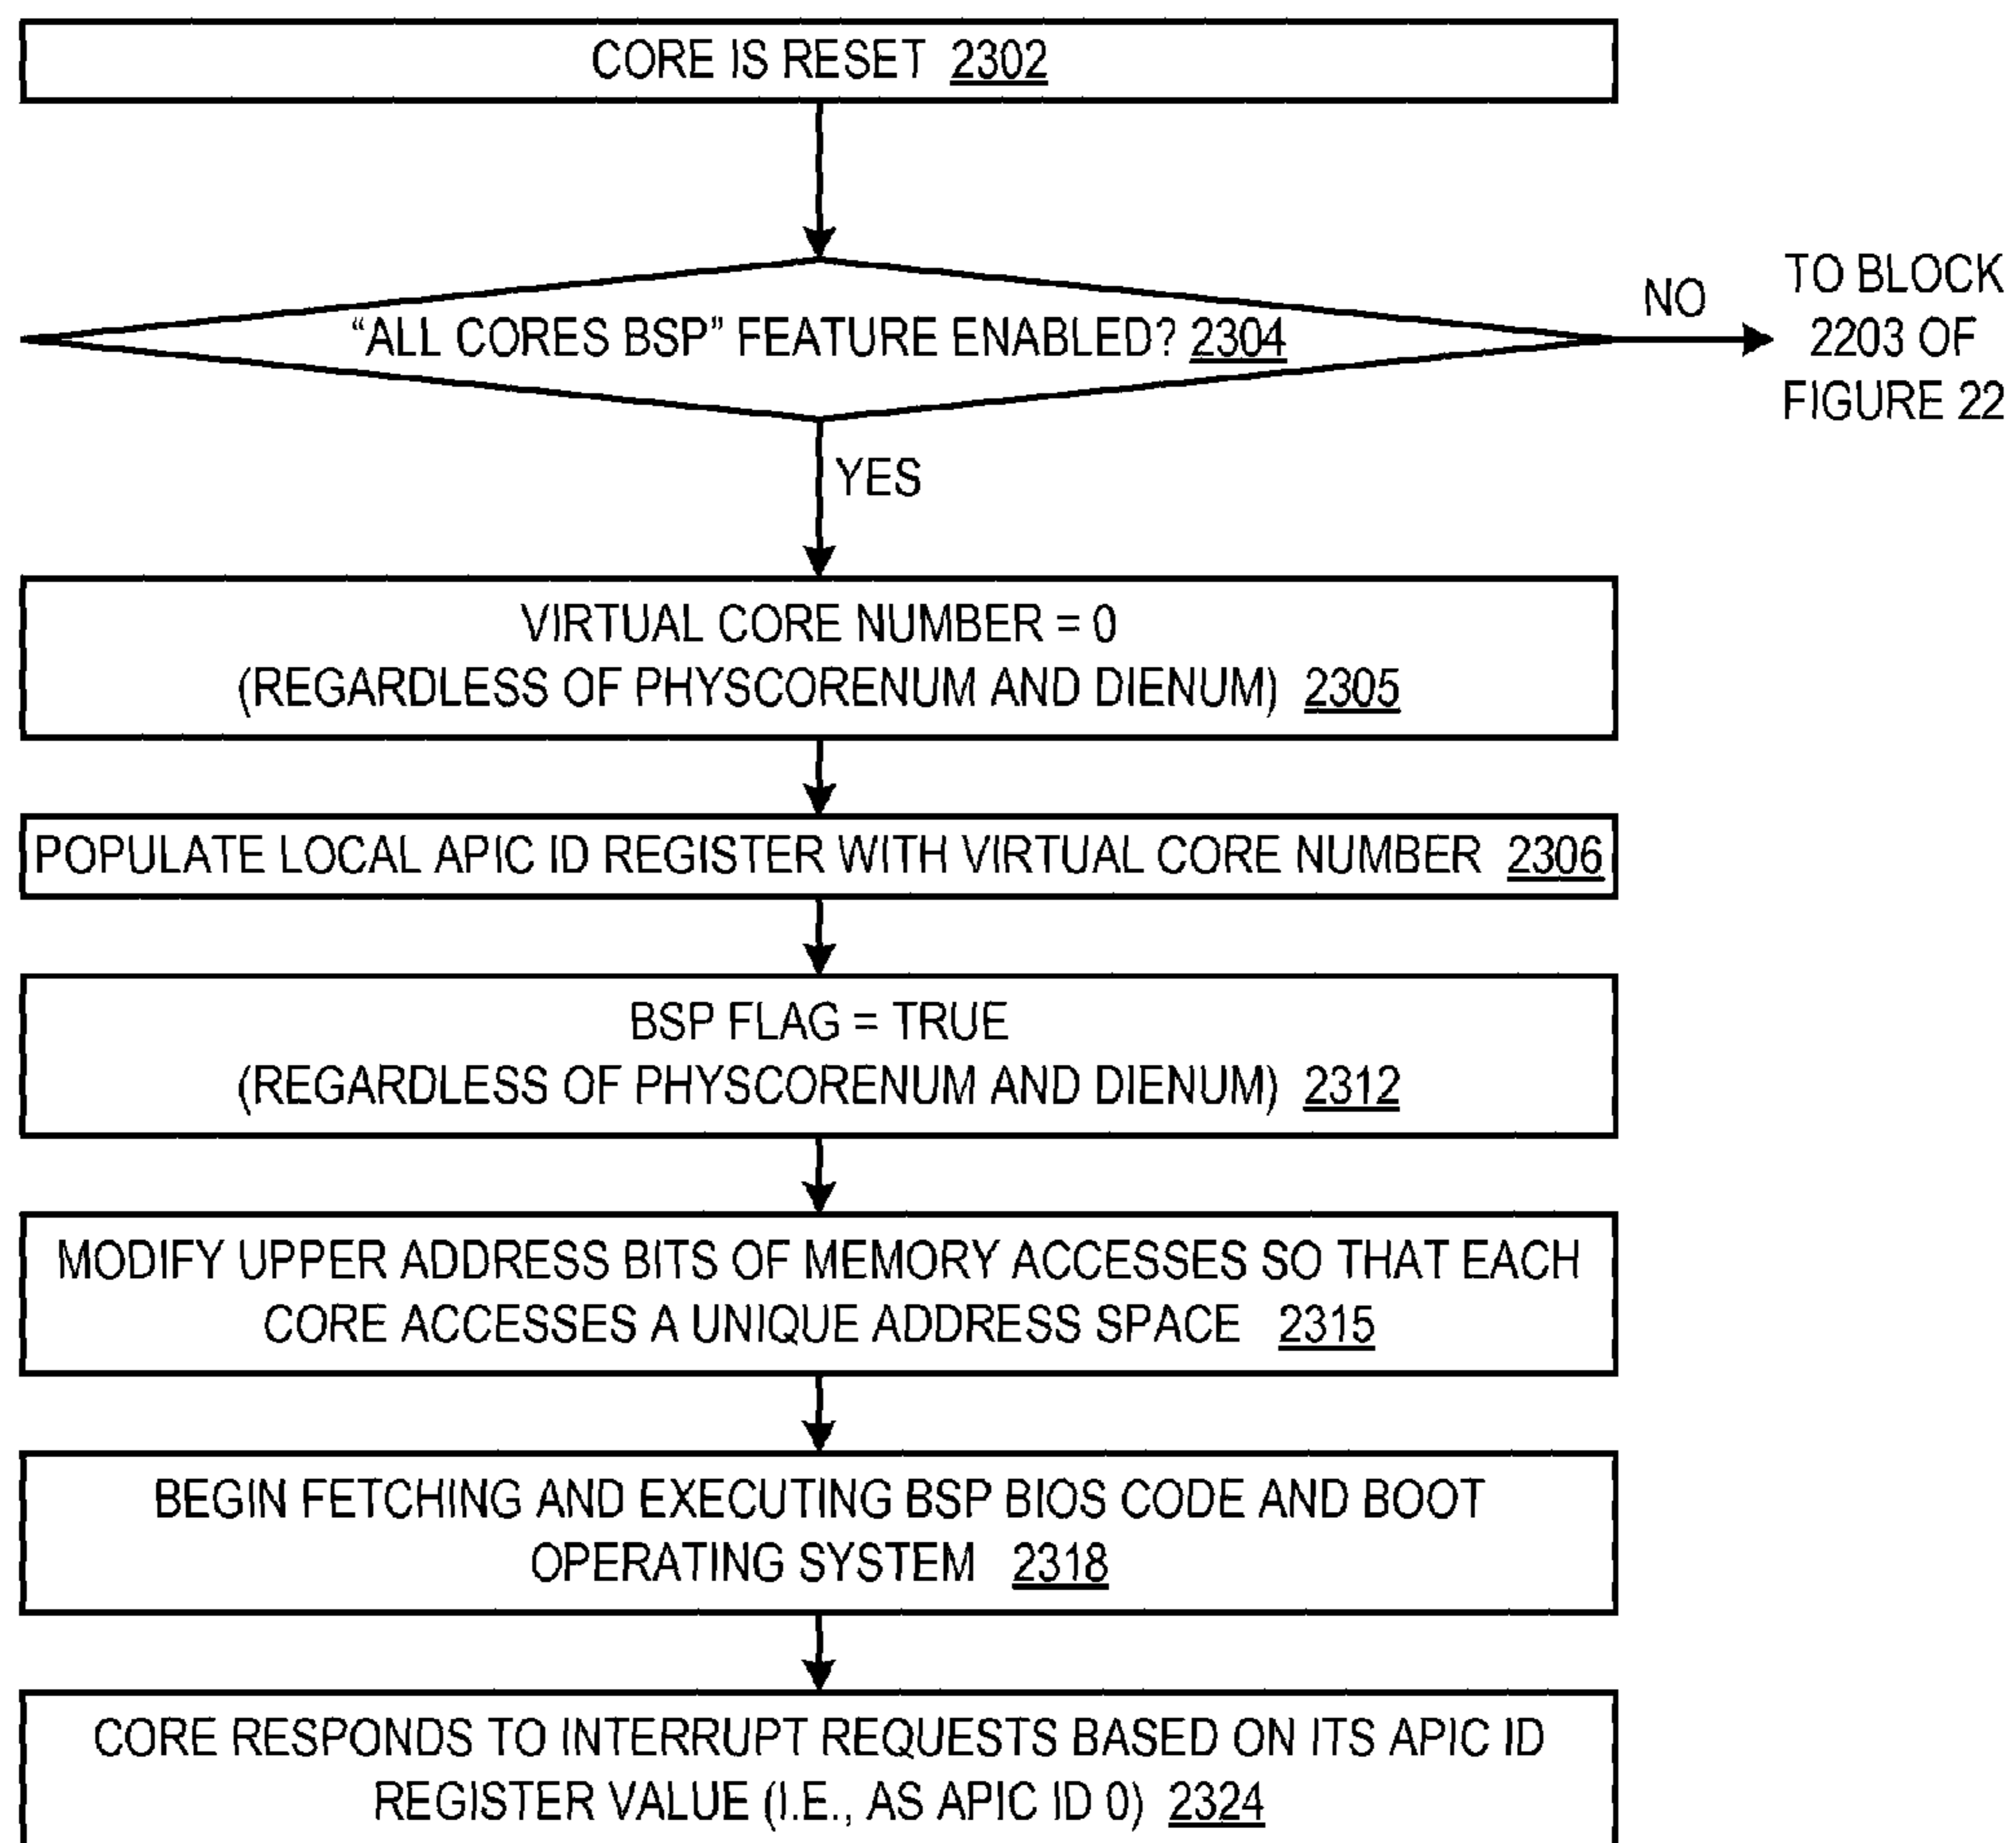 CORE IS RESET 2302
"ALL CORES BSP" FEATURE ENABLED? 2304
NO
TO BLOCK
2203 OF
FIGURE 22
YES
VIRTUAL CORE NUMBER = 0
(REGARDLESS OF PHYSCORENUM AND DIENUM) 2305
POPULATE LOCAL APIC ID REGISTER WITH VIRTUAL CORE NUMBER 2306
BSP FLAG = TRUE
(REGARDLESS OF PHYSCORENUM AND DIENUM) 2312
MODIFY UPPER ADDRESS BITS OF MEMORY ACCESSES SO THAT EACH
CORE ACCESSES A UNIQUE ADDRESS SPACE 2315
BEGIN FETCHING AND EXECUTING BSP BIOS CODE AND BOOT
OPERATING SYSTEM 2318
CORE RESPONDS TO INTERRUPT REQUESTS BASED ON ITS APIC ID
REGISTER VALUE (I.E., AS APIC ID 0) 2324